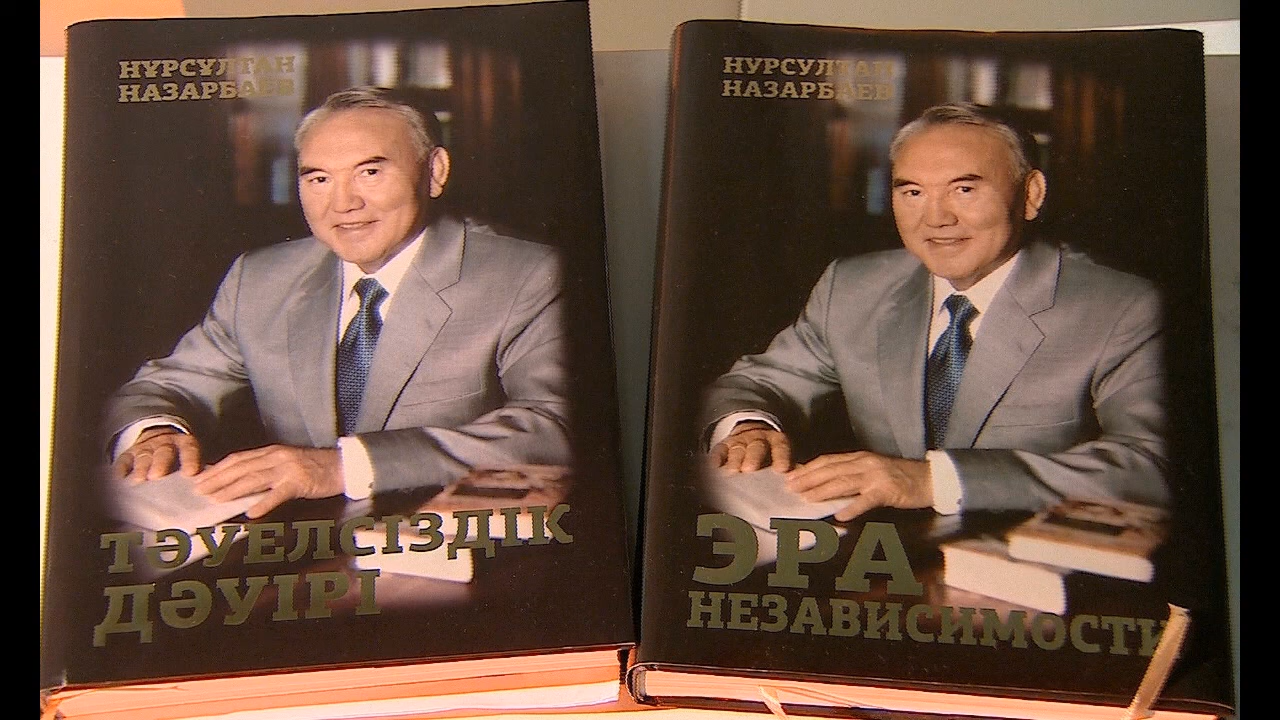 НҰРСҰЛТАН
НАЗАРБАЕВ
ТӘУЕЛСІЗДІК
ДӘУІРІ
НУРСУЛТАН
НАЗАРБАЕВ
ЭРА
НЕЗАВИСИМОСТИ